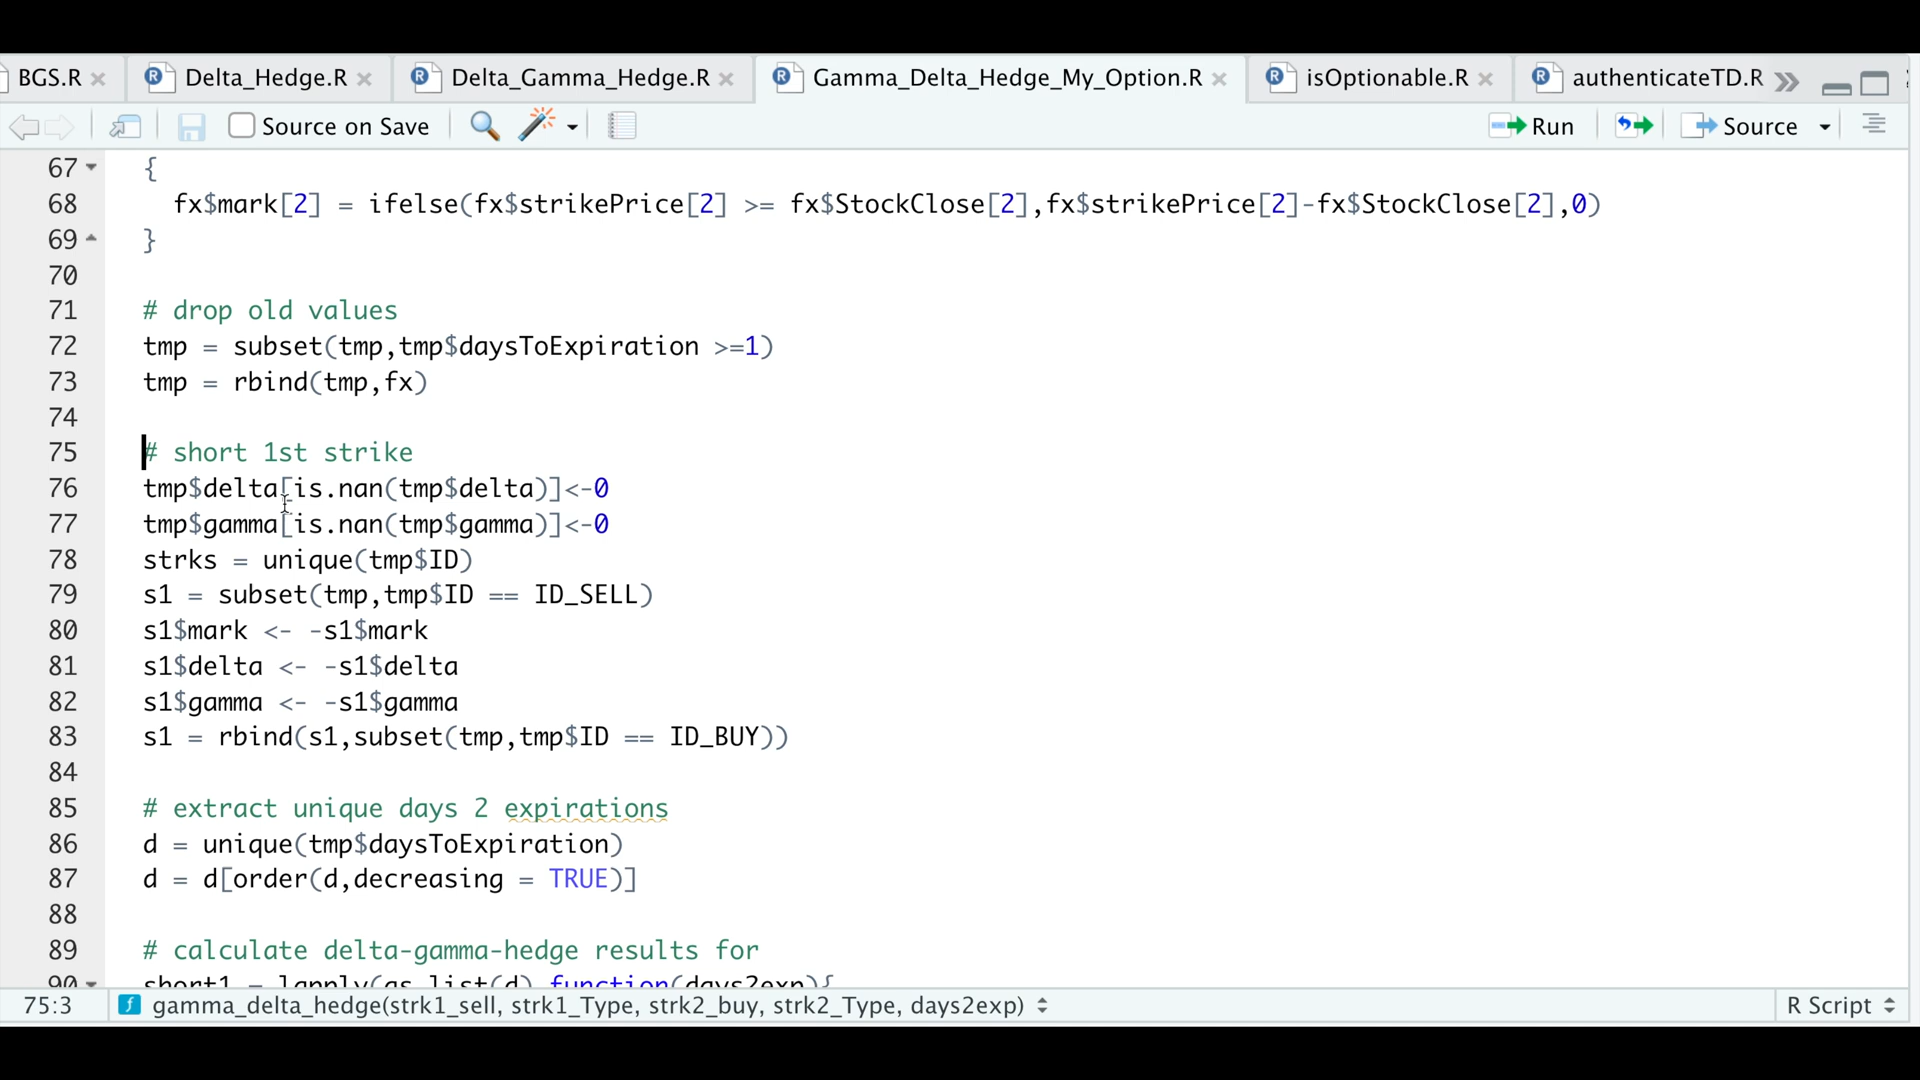 BGS.R Delta_Hedge.R Delta_Gamma_Hedge.R Gamma_Delta_Hedge_My_Option.R isOptionable.R authenticateTD.R
Source on Save Run Source
67 {
68 fx$mark[2] = ifelse(fx$strikePrice[2] >= fx$StockClose[2],fx$strikePrice[2]-fx$StockClose[2],0)
69 }
70
71 # drop old values
72 tmp = subset(tmp,tmp$daysToExpiration >=1)
73 tmp = rbind(tmp,fx)
74
75 # short 1st strike
76 tmp$delta[is.nan(tmp$delta)]<-0
77 tmp$gamma[is.nan(tmp$gamma)]<-0
78 strks = unique(tmp$ID)
79 s1 = subset(tmp,tmp$ID == ID_SELL)
80 s1$mark <- -s1$mark
81 s1$delta <- -s1$delta
82 s1$gamma <- -s1$gamma
83 s1 = rbind(s1,subset(tmp,tmp$ID == ID_BUY))
84
85 # extract unique days 2 expirations
86 d = unique(tmp$daysToExpiration)
87 d = d[order(d,decreasing = TRUE)]
88
89 # calculate delta-gamma-hedge results for
90 short1 = lapply(as.list(d),function(days2exp){
75:3 gamma_delta_hedge(strk1_sell, strk1_Type, strk2_buy, strk2_Type, days2exp) R Script